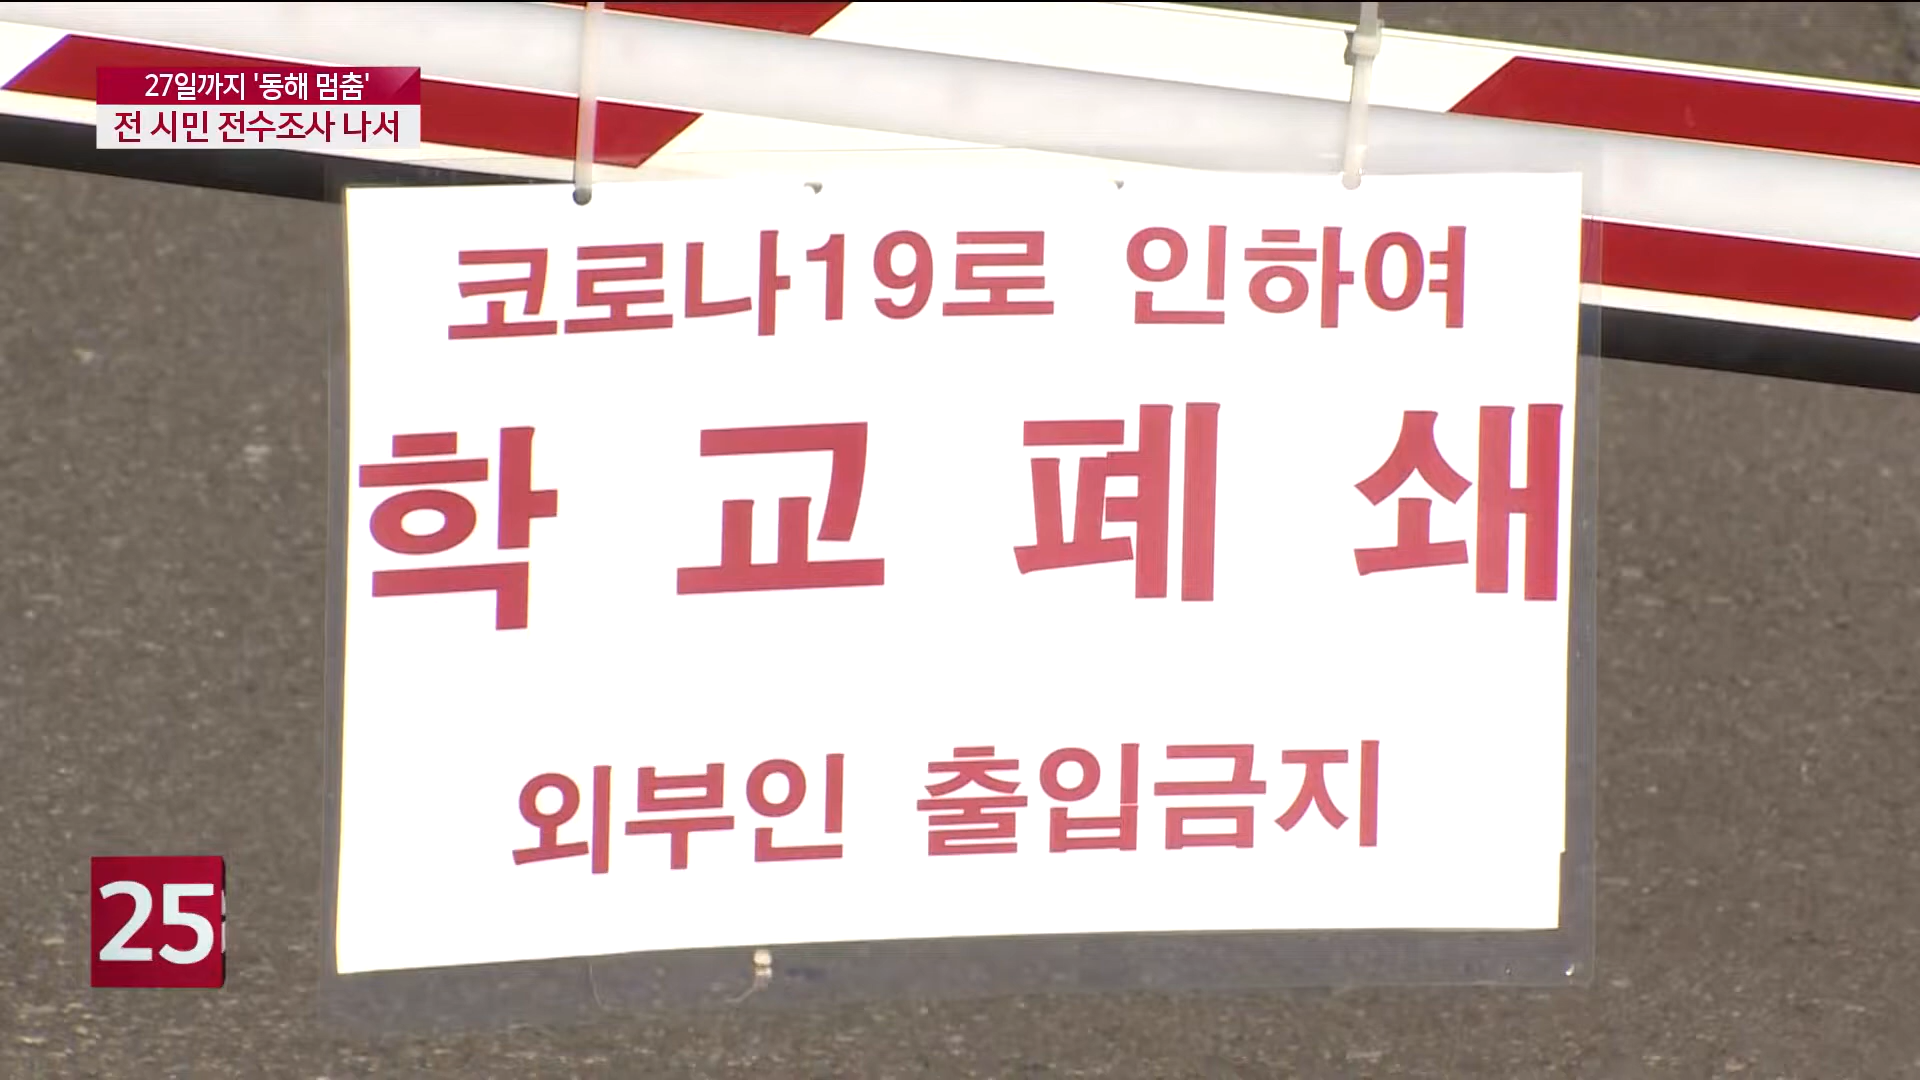 27일까지 '동해 멈춤'
전 시민 전수조사 나서
코로나19로 인하여
학교폐쇄
외부인 출입금지
25